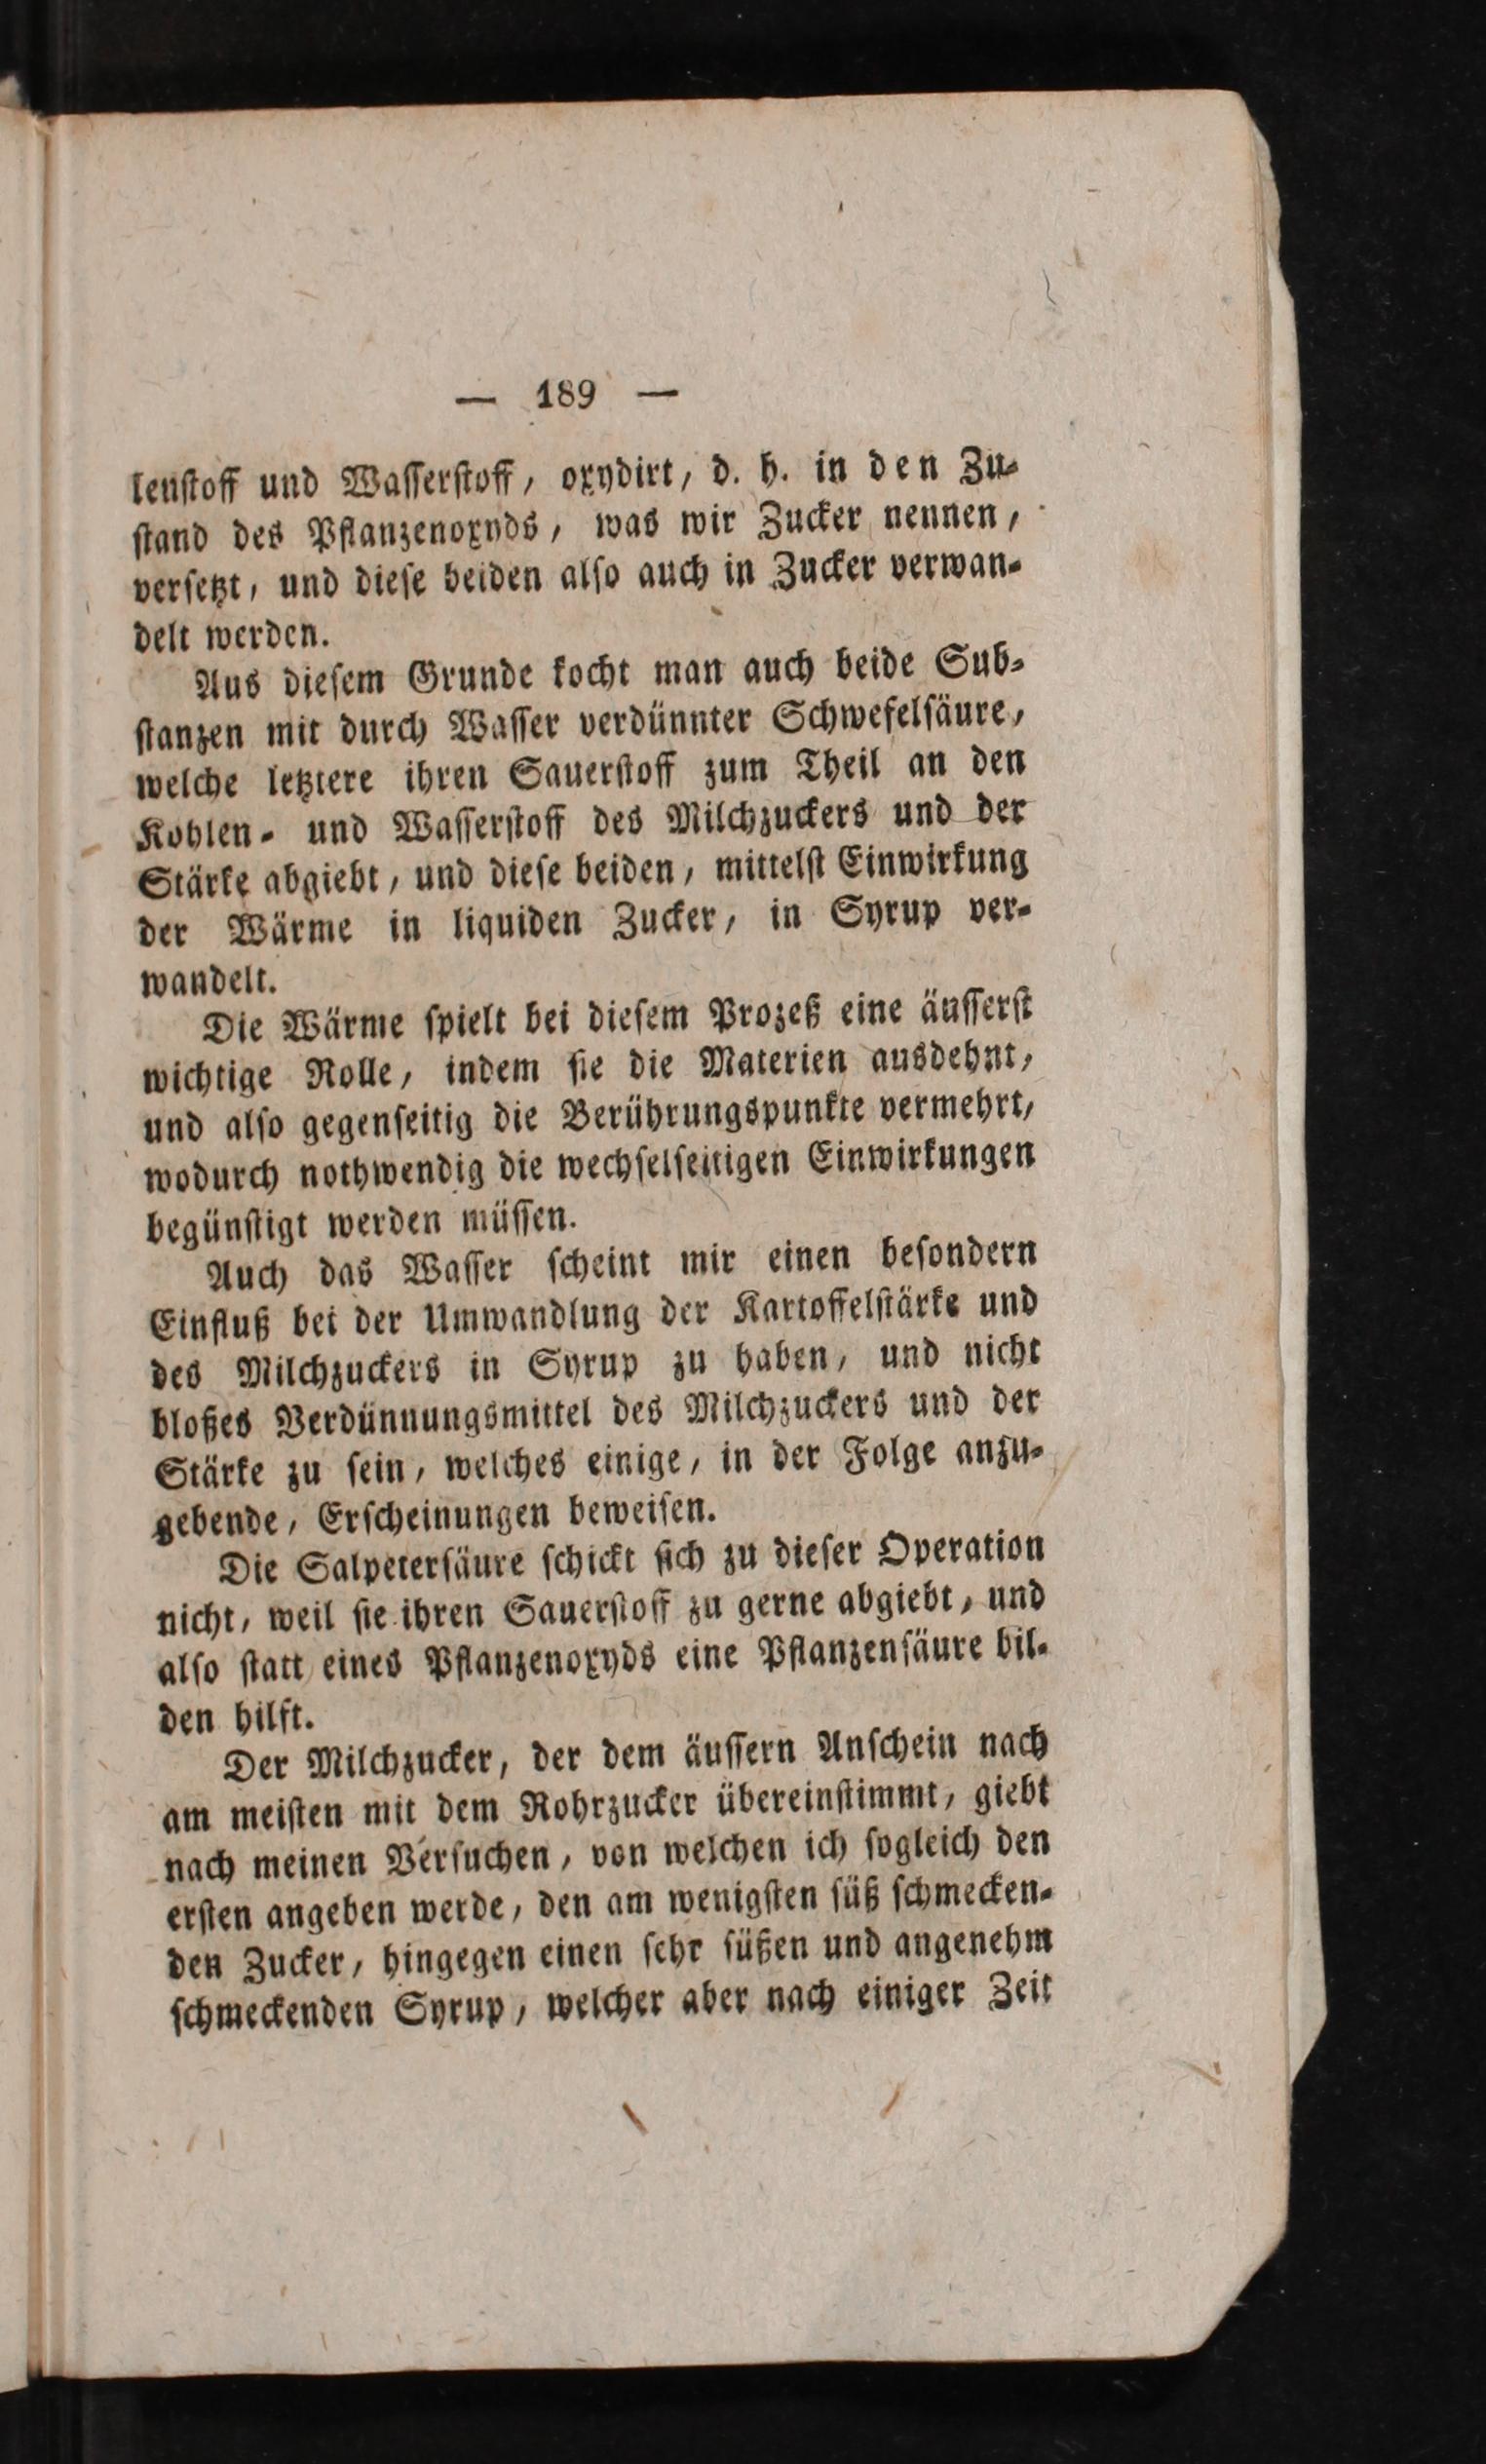 — 189 —
lenstoff und Wasserstoff, oxydirt, d. h. in den Zu-
stand des Pflanzenoxyds, was wir Zucker nennen,
versetzt, und diese beiden also auch in Zucker verwan-
delt werden.
Aus diesem Grunde kocht man auch beide Sub-
stanzen mit durch Wasser verdünnter Schwefelsäure,
welche letztere ihren Sauerstoff zum Theil an den
Kohlen- und Wasserstoff des Milchzuckers und der
Stärke abgiebt, und diese beiden, mittelst Einwirkung
der Wärme in liquiden Zucker, in Syrup ver-
wandelt.
Die Wärme spielt bei diesem Prozeß eine äusserst
wichtige Rolle, indem sie die Materien ausdehnt,
und also gegenseitig die Berührungspunkte vermehrt,
wodurch nothwendig die wechselseitigen Einwirkungen
begünstigt werden müssen.
Auch das Wasser scheint mir einen besondern
Einfluß bei der Umwandlung der Kartoffelstärke und
des Milchzuckers in Syrup zu haben, und nicht
bloßes Verdünnungsmittel des Milchzuckers und der
Stärke zu sein, welches einige, in der Folge anzu-
gebende, Erscheinungen beweisen.
Die Salpetersäure schickt sich zu dieser Operation
nicht, weil sie ihren Sauerstoff zu gerne abgiebt, und
also statt eines Pflanzenoxyds eine Pflanzensäure bil-
den hilft.
Der Milchzucker, der dem äussern Anschein nach
am meisten mit dem Rohrzucker übereinstimmt, giebt
nach meinen Versuchen, von welchen ich sogleich den
ersten angeben werde, den am wenigsten süß schmecken-
den Zucker, hingegen einen sehr süßen und angenehm
schmeckenden Syrup, welcher aber nach einiger Zeit